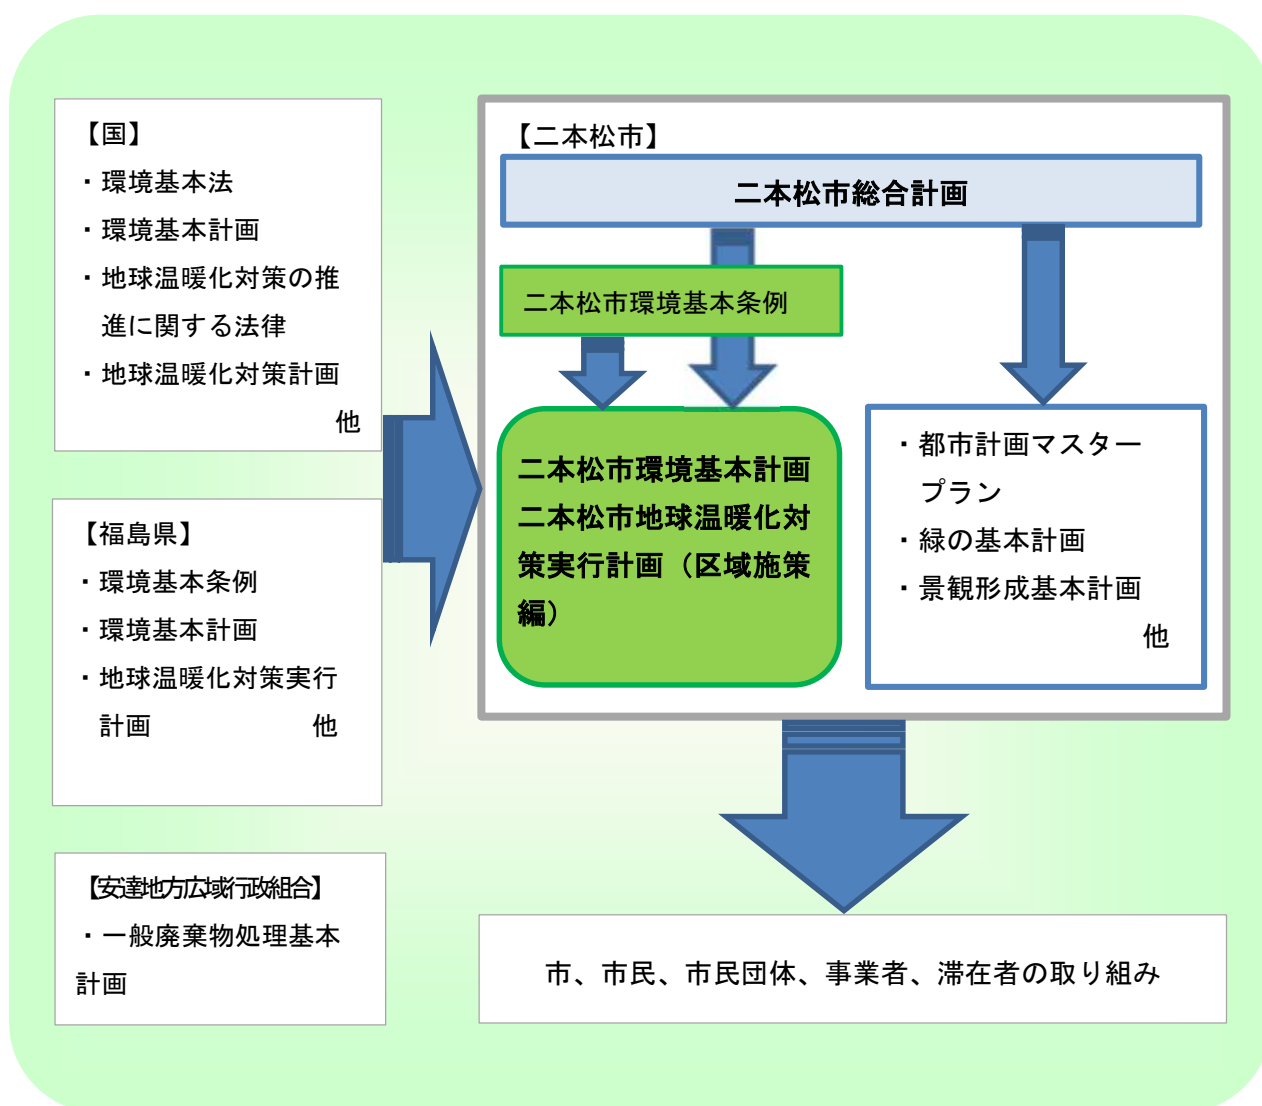 【国】
・環境基本法
・環境基本計画
・地球温暖化対策の推
進に関する法律
・地球温暖化対策計画
他
【福島県】
・環境基本条例
・環境基本計画
・地球温暖化対策実行
計画 他
【安達地方広域行政組合】
・一般廃棄物処理基本
計画
【二本松市】
二本松市総合計画
二本松市環境基本条例
二本松市環境基本計画
二本松市地球温暖化対
策実行計画（区域施策
編）
・都市計画マスター
プラン
・緑の基本計画
・景観形成基本計画
他
市、市民、市民団体、事業者、滞在者の取り組み